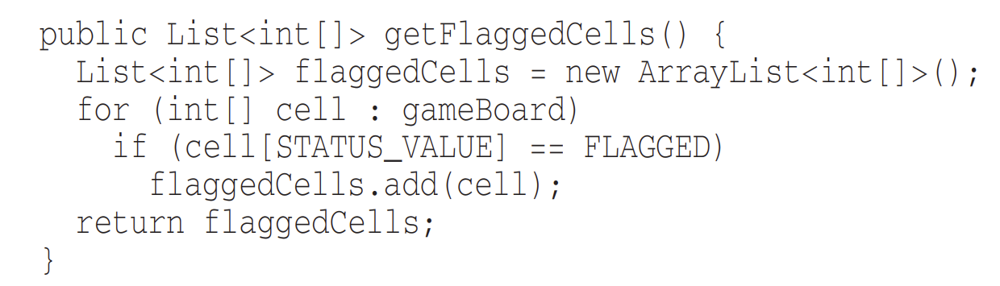 public List<int[]> getFlaggedCells() {
  List<int[]> flaggedCells = new ArrayList<int[]>();
  for (int[] cell : gameBoard)
    if (cell[STATUS_VALUE] == FLAGGED)
      flaggedCells.add(cell);
  return flaggedCells;
}